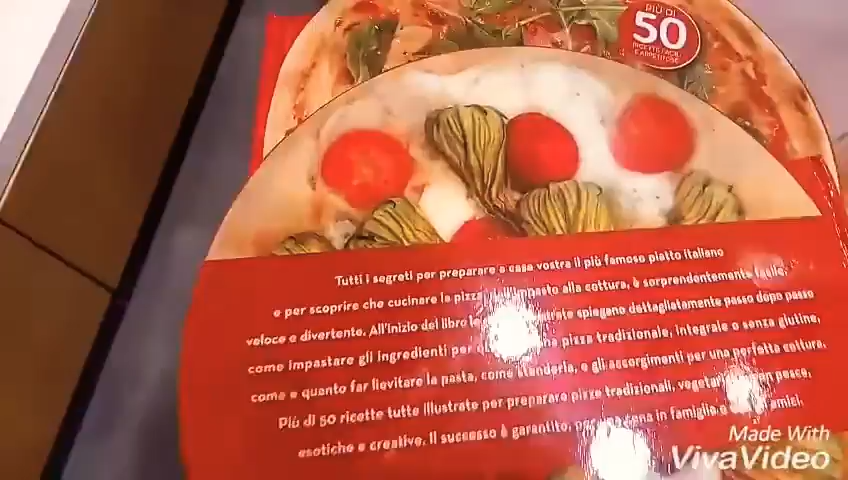 PIÙ DI
50
RICETTE FACILI
E APPETITOSE
Tutti i segreti per preparare a casa vostra il più famoso piatto italiano
e per scoprire che cucinare la pizza, impasto alla cottura, è sorprendentemente facile,
veloce e divertente. All'inizio del libro spiegano dettagliatamente passo dopo passo
come impastare gli ingredienti per pizza tradizionale, integrale o senza glutine,
come e quanto far lievitare la pasta, come stenderla, e gli accorgimenti per una perfetta cottura.
Più di 50 ricette tutte illustrate per preparare pizze tradizionali, pesce,
esotiche e creative. Il successo è garantito, cena in famiglia o amici.
Made With
VivaVideo